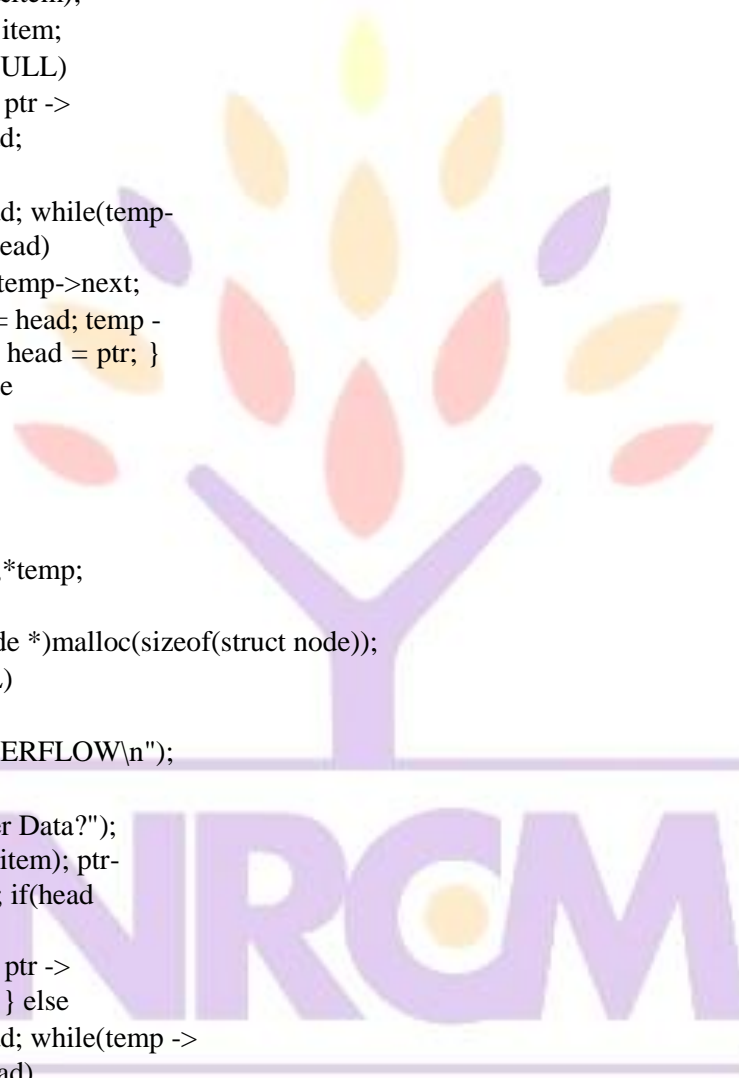 item);
item;
ULL)
ptr ->
d;
d; while(temp-
ead)
temp->next;
= head; temp -
head = ptr; }
e
*temp;
de *)malloc(sizeof(struct node));
)
ERFLOW\n");
r Data?");
item); ptr-
; if(head
ptr ->
} else
d; while(temp ->
ad)
NRCM